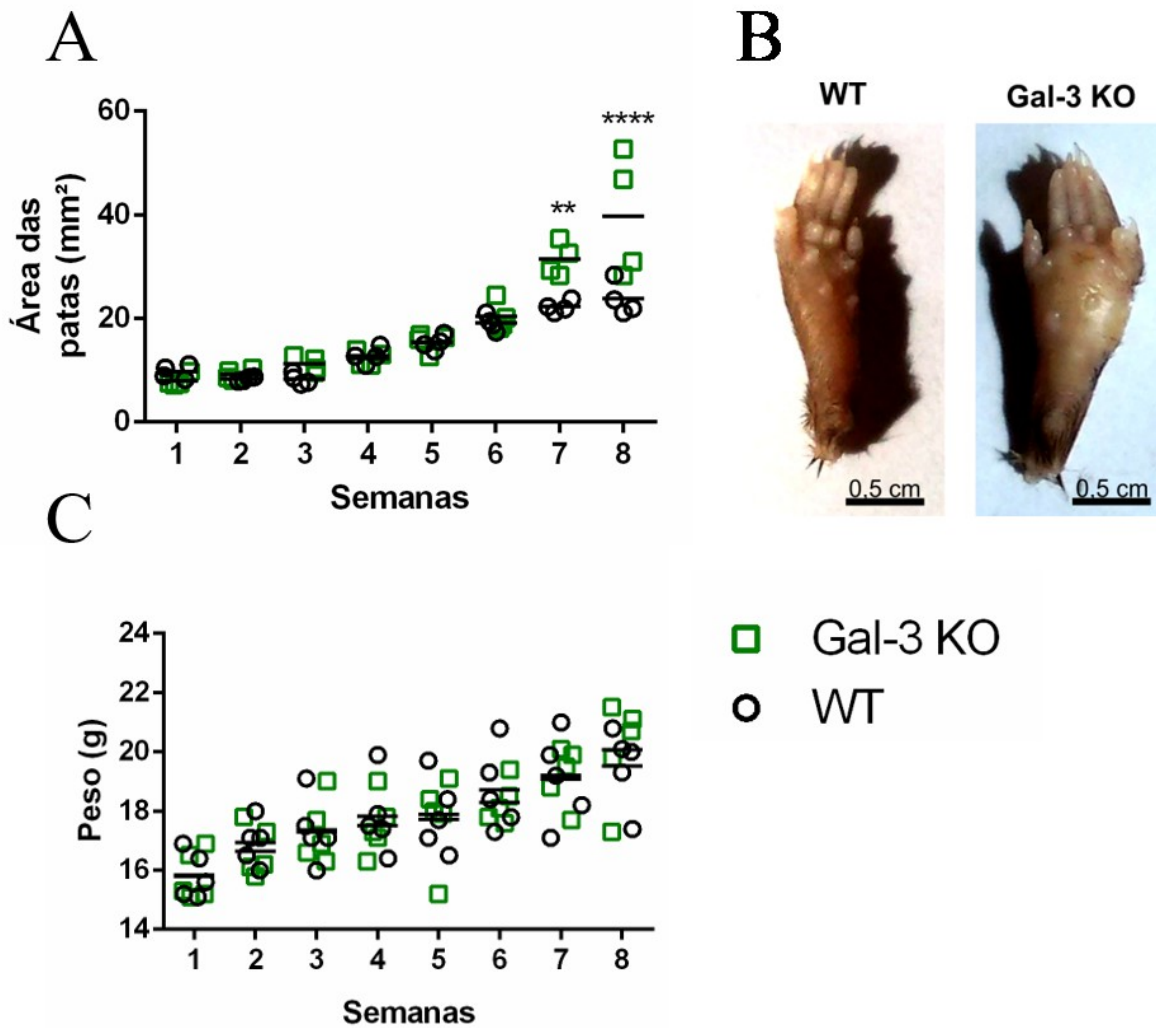 A
60
40
20
0
Área das
patas (mm²)
**
****
1 2 3 4 5 6 7 8
Semanas
B
WT
Gal-3 KO
0.5 cm
0.5 cm
C
24
22
20
18
16
14
Peso (g)
1 2 3 4 5 6 7 8
Semanas
Gal-3 KO
WT